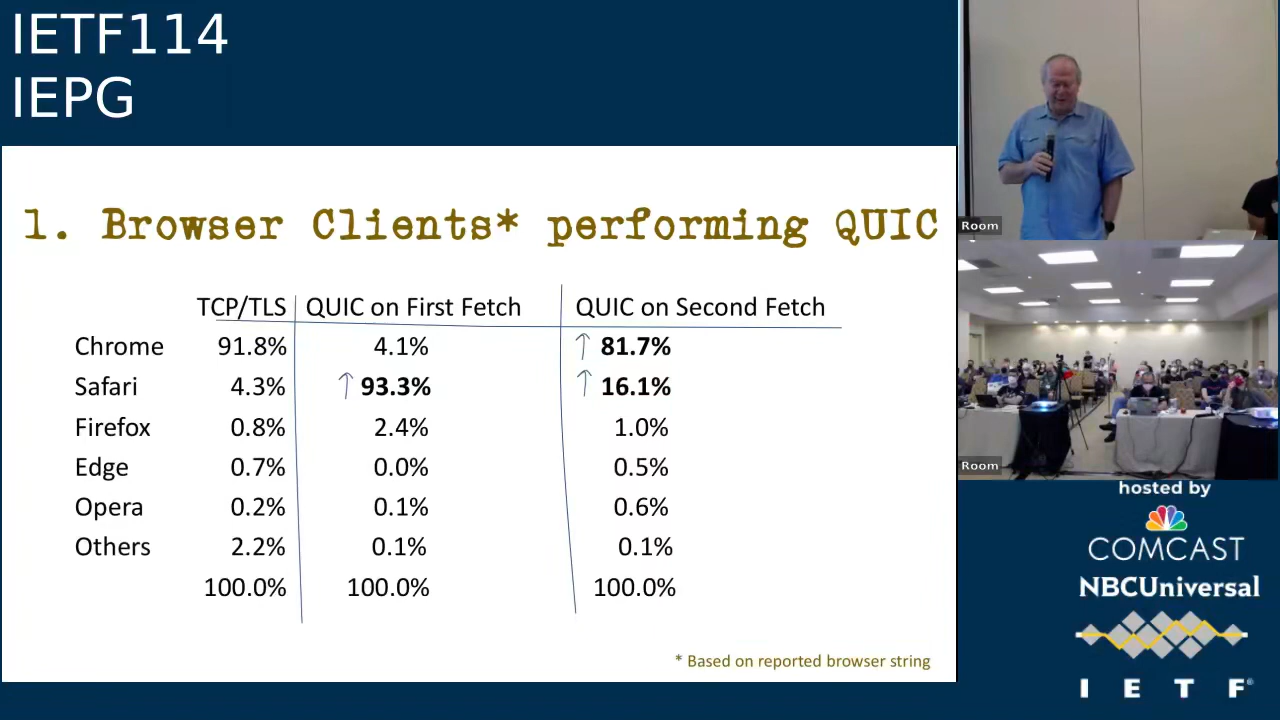 IETF114
IEPG
1. Browser Clients* performing QUIC
TCP/TLS QUIC on First Fetch QUIC on Second Fetch
Chrome 91.8% 4.1% ↑ 81.7%
Safari 4.3% ↑ 93.3% ↑ 16.1%
Firefox 0.8% 2.4% 1.0%
Edge 0.7% 0.0% 0.5%
Opera 0.2% 0.1% 0.6%
Others 2.2% 0.1% 0.1%
100.0% 100.0% 100.0%
* Based on reported browser string
Room
Room
hosted by
COMCAST
NBCUniversal
I E T F®